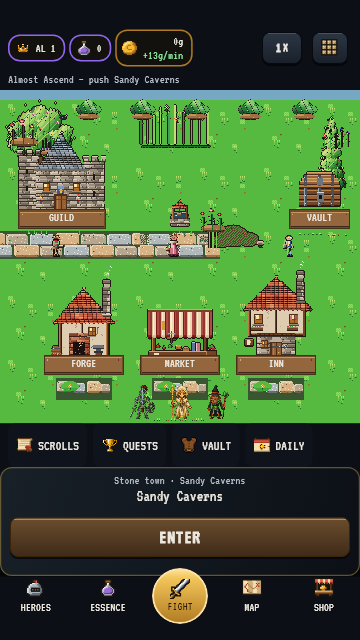 AL 1
0
0g
+13g/min
1X
Almost Ascend – push Sandy Caverns
GUILD
VAULT
FORGE
MARKET
INN
SCROLLS
QUESTS
VAULT
DAILY
Stone town · Sandy Caverns
Sandy Caverns
ENTER
HEROES
ESSENCE
FIGHT
MAP
SHOP